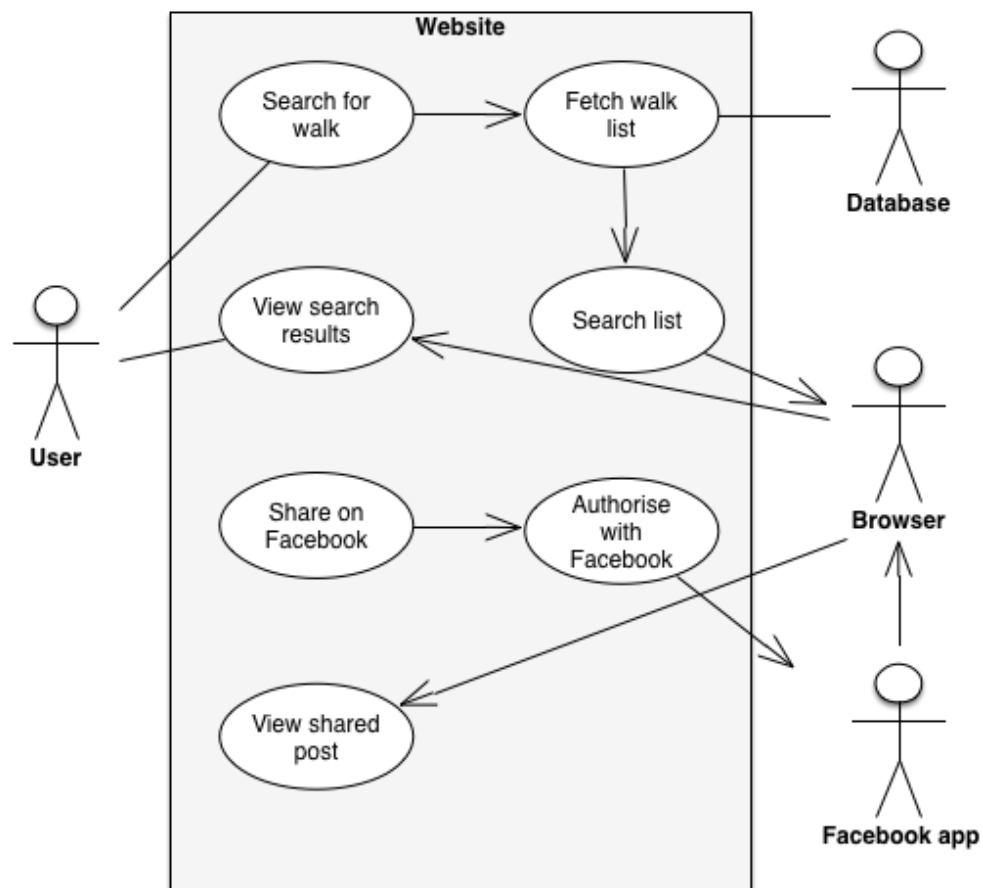 Website
Search for
walk
Fetch walk
list
Database
View search
results
Search list
User
Browser
Share on
Facebook
Authorise
with
Facebook
View shared
post
Facebook app